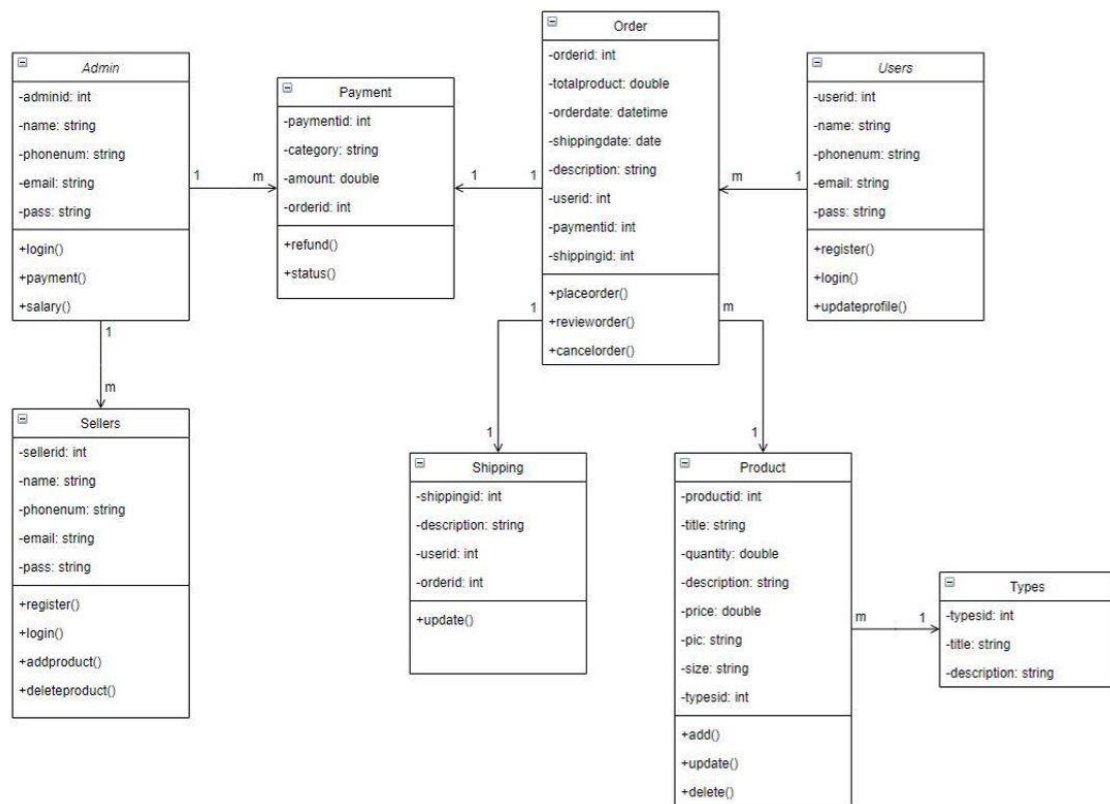 Admin
-adminid: int
-name: string
-phonenum: string
-email: string
-pass: string
+login()
+payment()
+salary()
1
m
1
m
Payment
-paymentid: int
-category: string
-amount: double
-orderid: int
+refund()
+status()
1
1
Order
-orderid: int
-totalproduct: double
-orderdate: datetime
-shippingdate: date
-description: string
-userid: int
-paymentid: int
-shippingid: int
+placeorder()
+revieworder()
+cancelorder()
m
1
Users
-userid: int
-name: string
-phonenum: string
-email: string
-pass: string
+register()
+login()
+updateprofile()
1
m
1
1
Sellers
-sellerid: int
-name: string
-phonenum: string
-email: string
-pass: string
+register()
+login()
+addproduct()
+deleteproduct()
Shipping
-shippingid: int
-description: string
-userid: int
-orderid: int
+update()
Product
-productid: int
-title: string
-quantity: double
-description: string
-price: double
-pic: string
-size: string
-typesid: int
+add()
+update()
+delete()
m
1
Types
-typesid: int
-title: string
-description: string